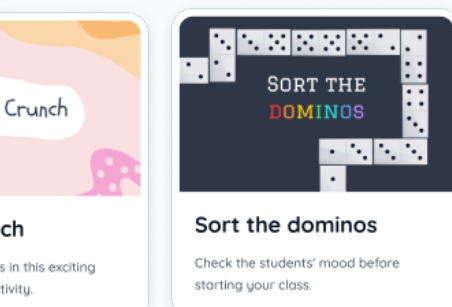 Crunch
ch
s in this exciting
tivity.
SORT THE
DOMINOS
Sort the dominos
Check the students' mood before
starting your class.